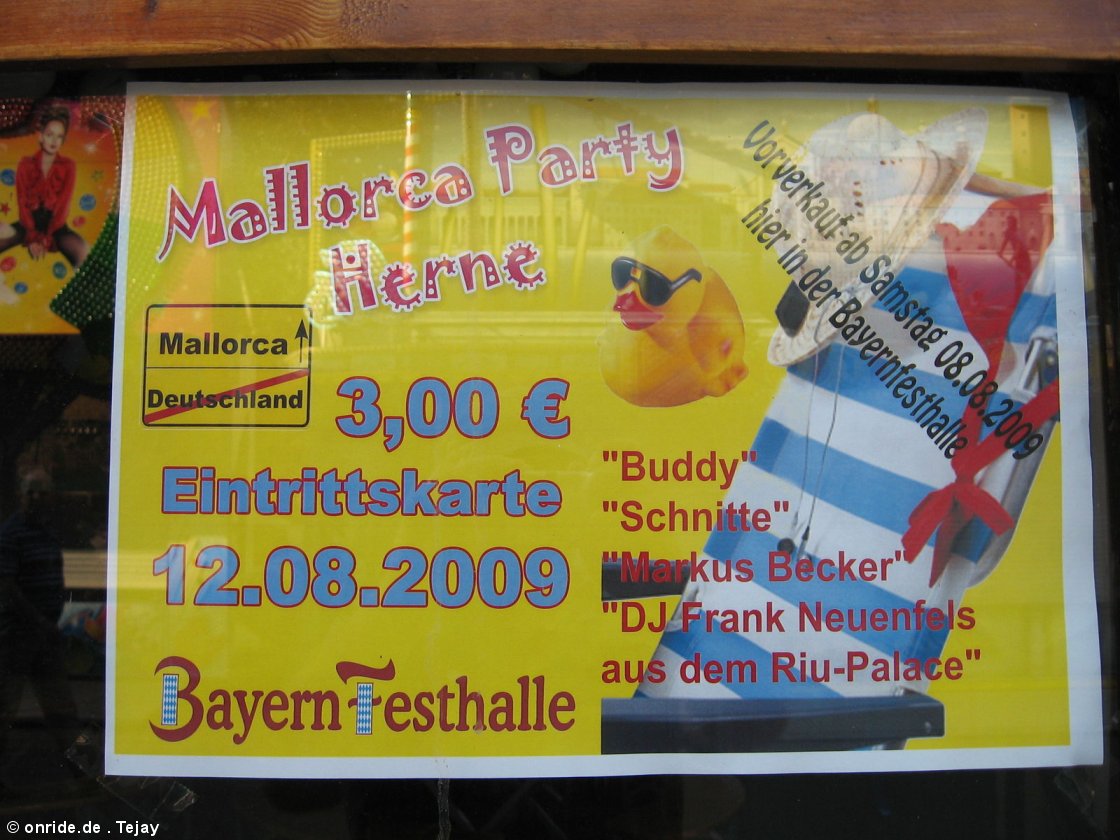 Mallorca Party
Herne
Vorverkauf ab Samstag 08.08.2009
hier in der Bayernfesthalle
Mallorca
Deutschland
3,00 €
Eintrittskarte
12.08.2009
"Buddy"
"Schnitte"
"Markus Becker"
"DJ Frank Neuenfels
aus dem Riu-Palace"
BayernFesthalle
© onride.de . Tejay